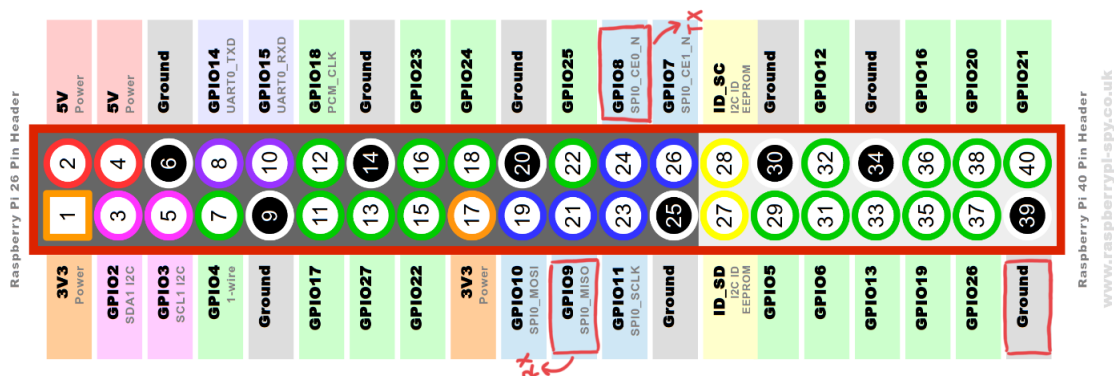 TX
5V
Power
5V
Power
Ground
GPIO14
UART0_TXD
GPIO15
UART0_RXD
GPIO18
PCM_CLK
Ground
GPIO23
GPIO24
Ground
GPIO25
GPIO8
SPI0_CE0_N
GPIO7
SPI0_CE1_N
ID_SC
I2C ID
EEPROM
Ground
GPIO12
Ground
GPIO16
GPIO20
GPIO21
Raspberry Pi 26 Pin Header
2 4 6 8 10 12 14 16 18 20 22 24 26 28 30 32 34 36 38 40
1 3 5 7 9 11 13 15 17 19 21 23 25 27 29 31 33 35 37 39
Raspberry Pi 40 Pin Header
www.raspberrypi-spy.co.uk
3V3
Power
GPIO2
SDA1 I2C
GPIO3
SCL1 I2C
GPIO4
1-wire
Ground
GPIO17
GPIO27
GPIO22
3V3
Power
GPIO10
SPI0_MOSI
GPIO9
SPI0_MISO
GPIO11
SPI0_SCLK
Ground
ID_SD
I2C ID
EEPROM
GPIO5
GPIO6
GPIO13
GPIO19
GPIO26
Ground
RX